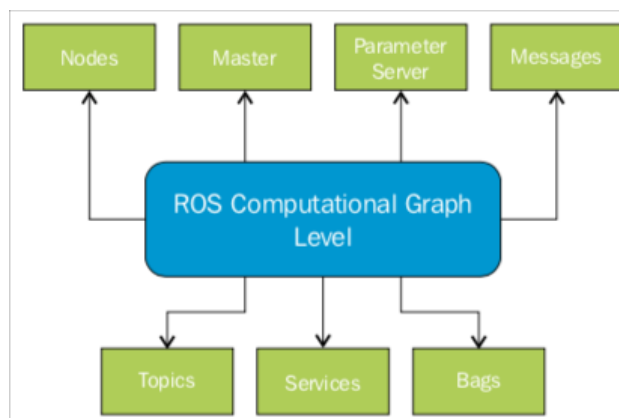 Nodes
Master
Parameter
Server
Messages
ROS Computational Graph
Level
Topics
Services
Bags